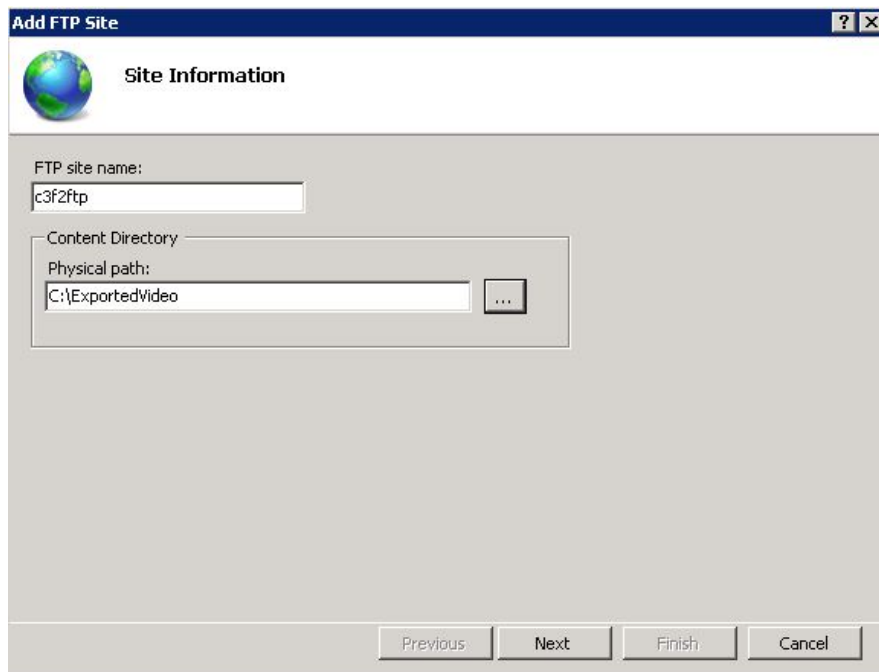 Add FTP Site
Site Information
FTP site name:
c3f2ftp
Content Directory
Physical path:
C:\ExportedVideo
...
Previous Next Finish Cancel